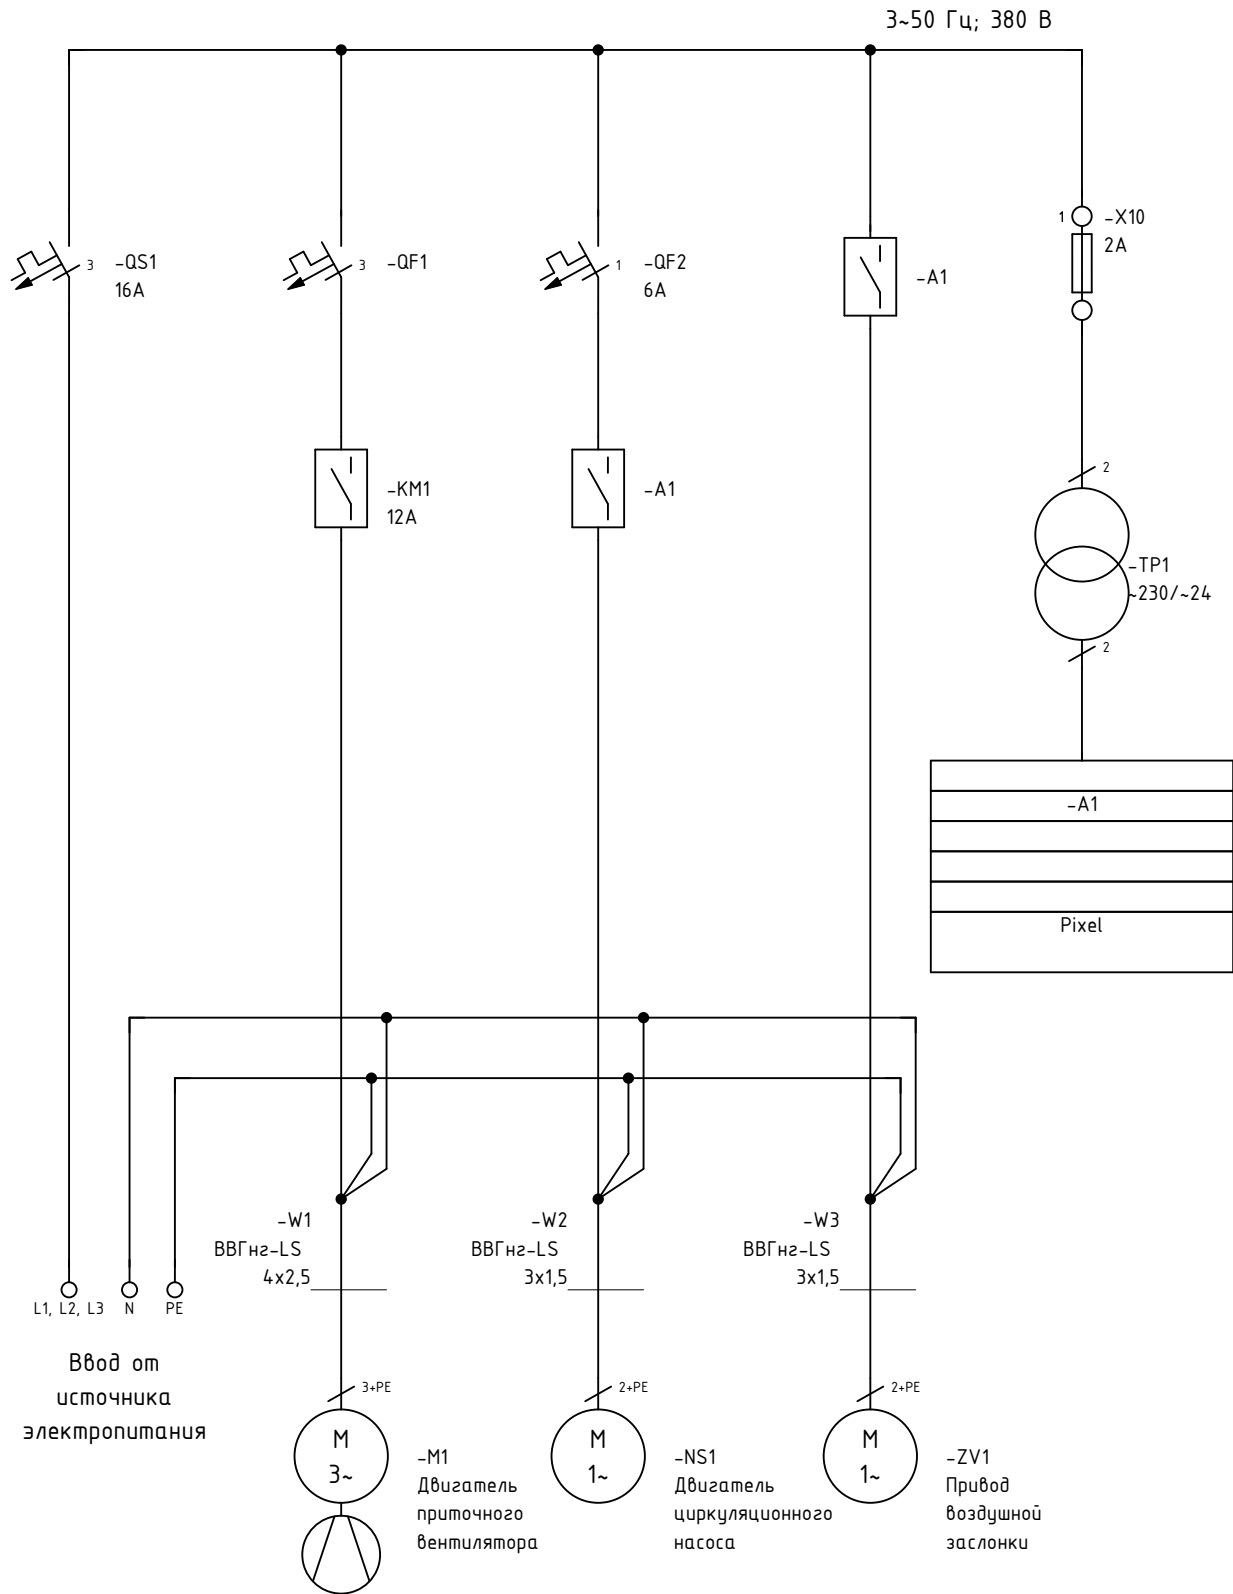 3~50 Гц; 380 В
3
-QS1
16A
3
-QF1
1
-QF2
6A
-A1
1
-X10
2A
-KM1
12A
-A1
2
-TP1
~230/~24
2
-A1
Pixel
-W1
ВВГнг-LS
4x2,5
-W2
ВВГнг-LS
3x1,5
-W3
ВВГнг-LS
3x1,5
L1, L2, L3
N
PE
Ввод от
источника
электропитания
3+PE
M
3~
-M1
Двигатель
приточного
вентилятора
2+PE
M
1~
-NS1
Двигатель
циркуляционного
насоса
2+PE
M
1~
-ZV1
Привод
воздушной
заслонки